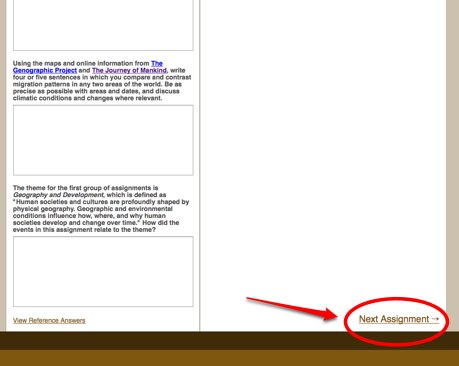 Using the maps and online information from The
Genographic Project and The Journey of Mankind, write
four or five sentences in which you compare and contrast
migration patterns in any two areas of the world. Be as
precise as possible with areas and dates, and discuss
climatic conditions and changes where relevant.
The theme for the first group of assignments is
Geography and Development, which is defined as
"Human societies and cultures are profoundly shaped by
physical geography. Geographic and environmental
conditions influence how, where, and why human
societies develop and change over time." How did the
events in this assignment relate to the theme?
View Reference Answers
Next Assignment →